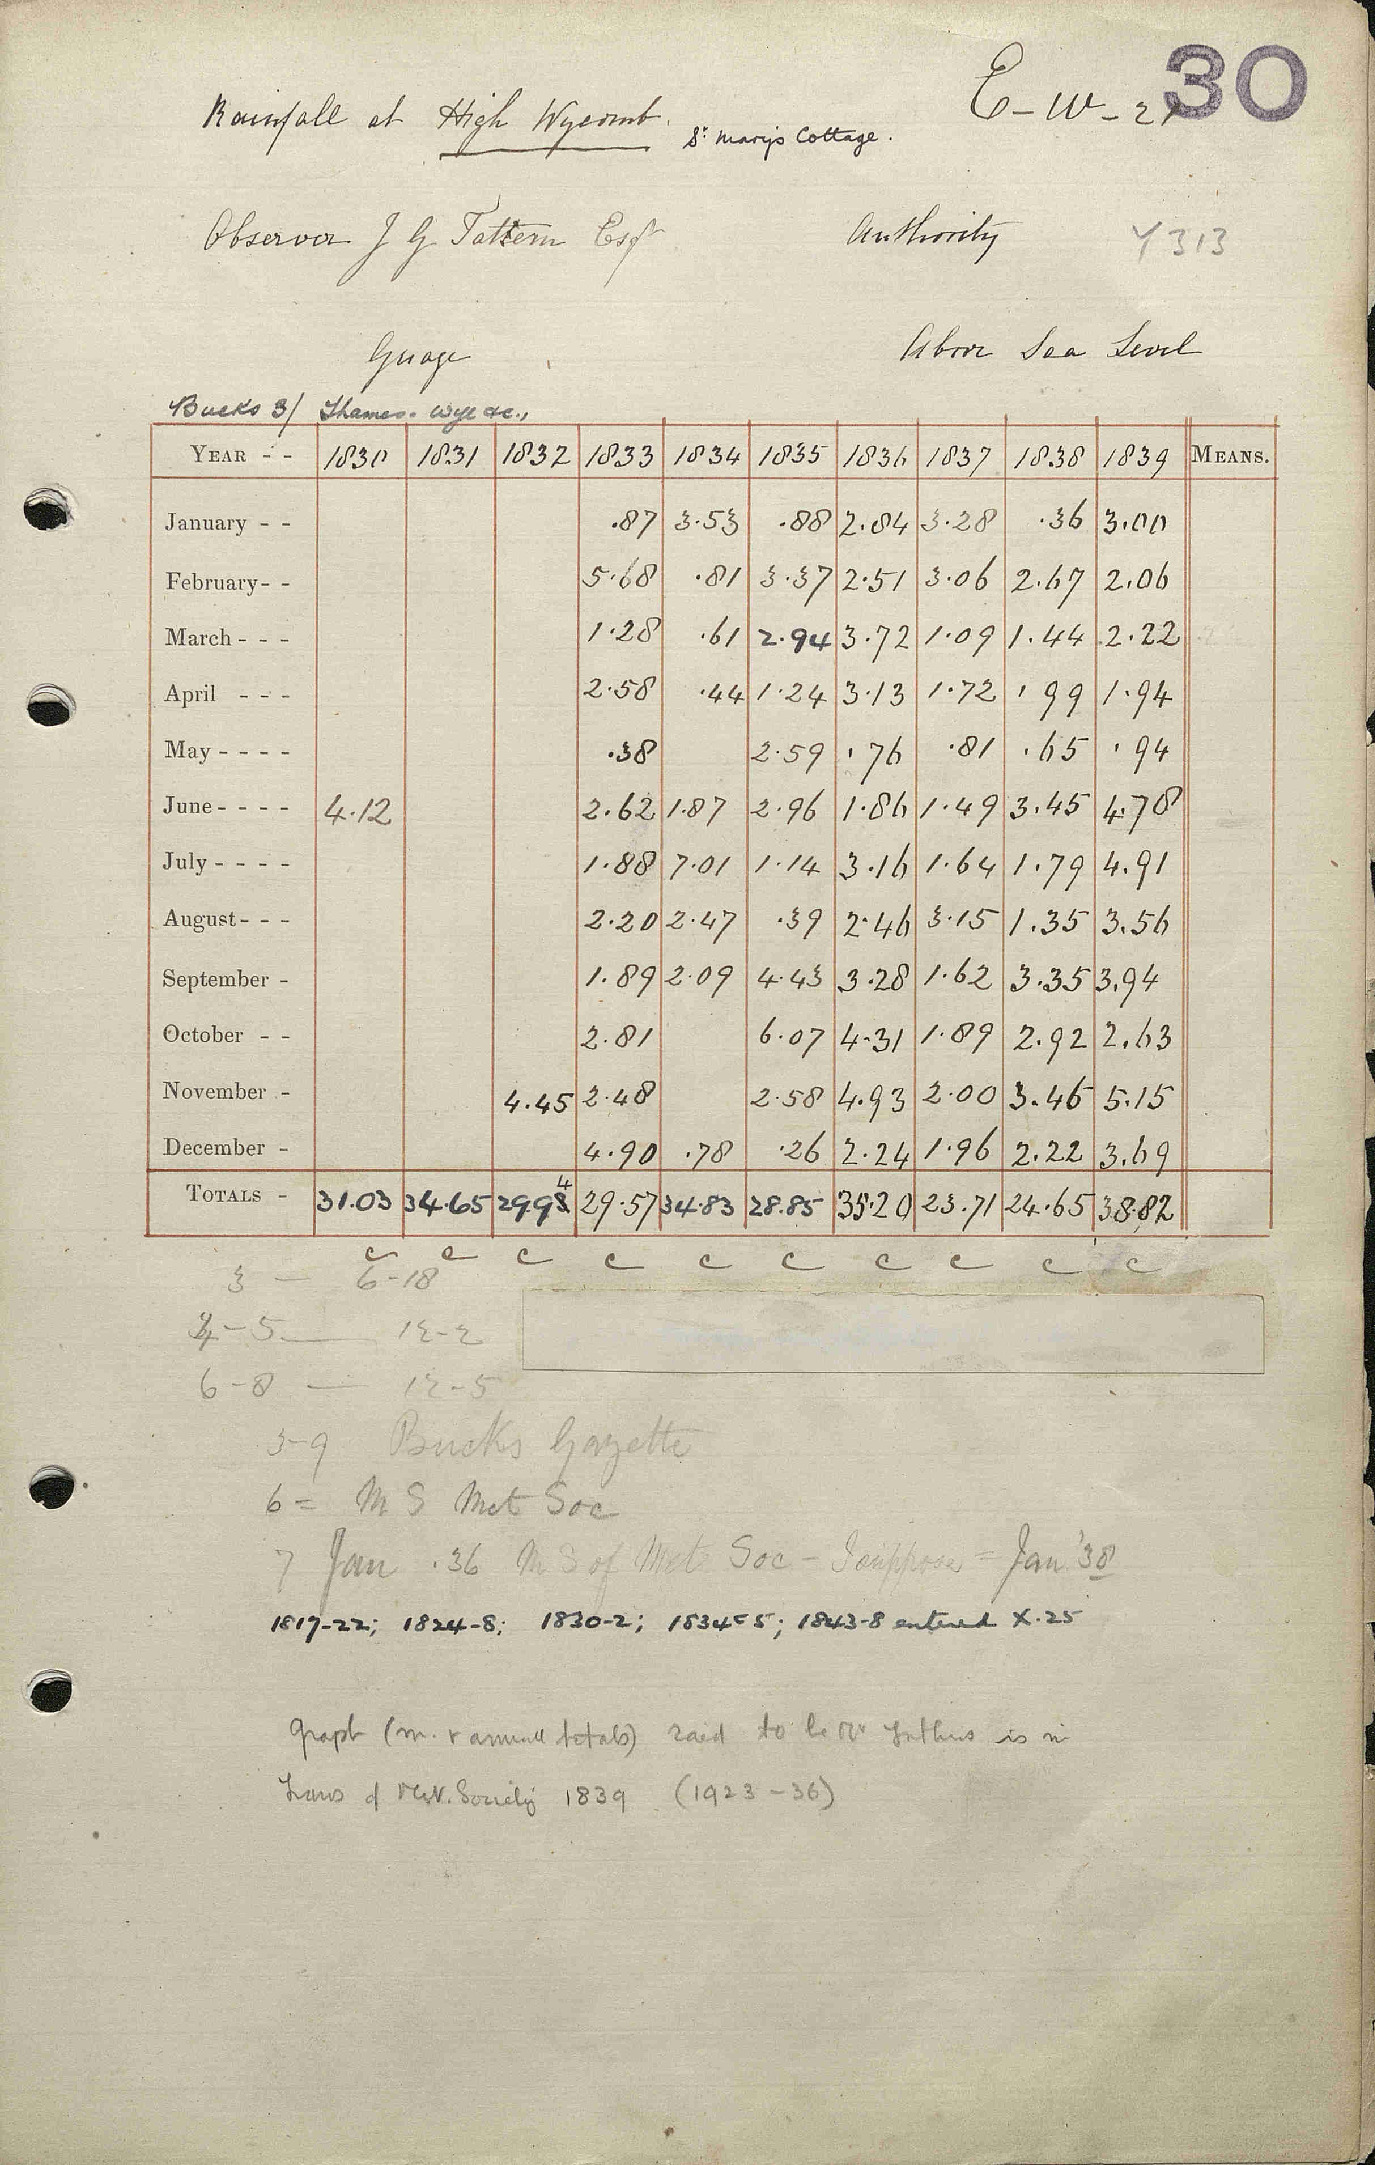 30
E-W-21
Rainfall at High Wycomb. St Marys Cottage.
Observer J G Tattem Esqr Authority Y 313
Guage Above Sea Level
Bucks 3/ Thames. Wye &c.,
YEAR - - 1830 1831 1832 1833 1834 1835 1836 1837 1838 1839 MEANS.
January - - .87 3.53 .88 2.04 3.28 .36 3.00
February - - 5.68 .81 3.37 2.51 3.06 2.67 2.06
March - - - 1.28 .61 2.94 3.72 1.09 1.44 2.22
April - - - 2.58 .44 1.24 3.13 1.72 .99 1.94
May - - - - .38 2.59 .76 .81 .65 .94
June - - - - 4.12 2.62 1.87 2.96 1.86 1.49 3.45 4.78
July - - - - 1.88 7.01 1.14 3.16 1.64 1.79 4.91
August - - - 2.20 2.47 .39 2.46 3.15 1.35 3.56
September - 1.89 2.09 4.43 3.28 1.62 3.35 3.94
October - - 2.81 6.07 4.31 1.89 2.92 2.63
November - 4.45 2.48 2.58 4.93 2.00 3.46 5.15
December - 4.90 .78 .26 2.24 1.96 2.22 3.69
TOTALS - 31.03 34.65 29.94 29.57 34.83 28.85 35.20 23.71 24.65 38.82
c c c c c c c c c c
3 — 6-18
4-5 — 12-2
6-8 — 12-5
5-9 Bucks Gazette
6 = M S Met Soc
7 Jan .36 M S of Met Soc - I suppose = Jan '38
1817-22; 1824-8; 1830-2; 1834-5; 1843-8 entered X.25
Graph (m. & annual totals) said to be is in
Trans of Met. Society 1839 (1923-36)